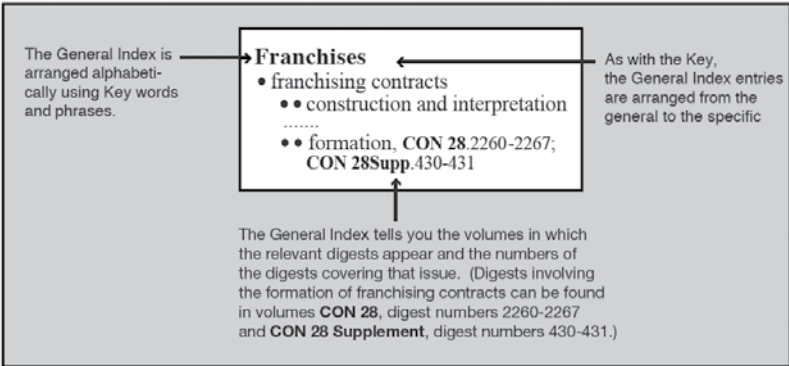 The General Index is
arranged alphabeti-
cally using Key words
and phrases.
Franchises
• franchising contracts
• • construction and interpretation
.......
• • formation, CON 28.2260-2267;
CON 28Supp.430-431
As with the Key,
the General Index entries
are arranged from the
general to the specific
The General Index tells you the volumes in which
the relevant digests appear and the numbers of
the digests covering that issue. (Digests involving
the formation of franchising contracts can be found
in volumes CON 28, digest numbers 2260-2267
and CON 28 Supplement, digest numbers 430-431.)